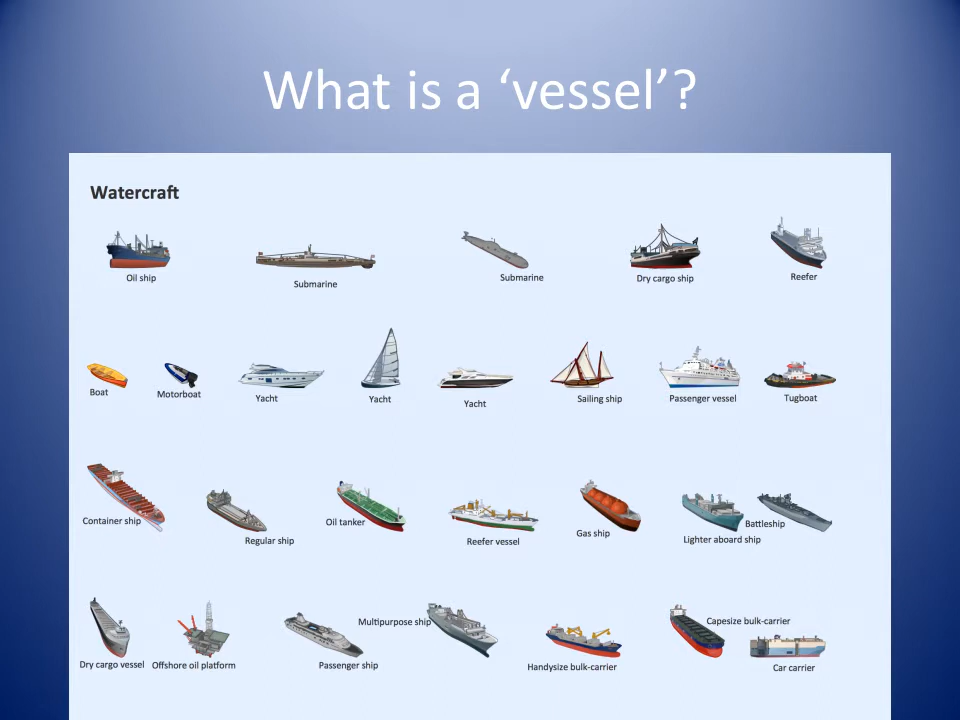 What is a ‘vessel’?
Watercraft
Oil ship
Submarine
Submarine
Dry cargo ship
Reefer
Boat
Motorboat
Yacht
Yacht
Yacht
Sailing ship
Passenger vessel
Tugboat
Container ship
Regular ship
Oil tanker
Reefer vessel
Gas ship
Lighter aboard ship
Battleship
Dry cargo vessel
Offshore oil platform
Passenger ship
Multipurpose ship
Handysize bulk-carrier
Capesize bulk-carrier
Car carrier